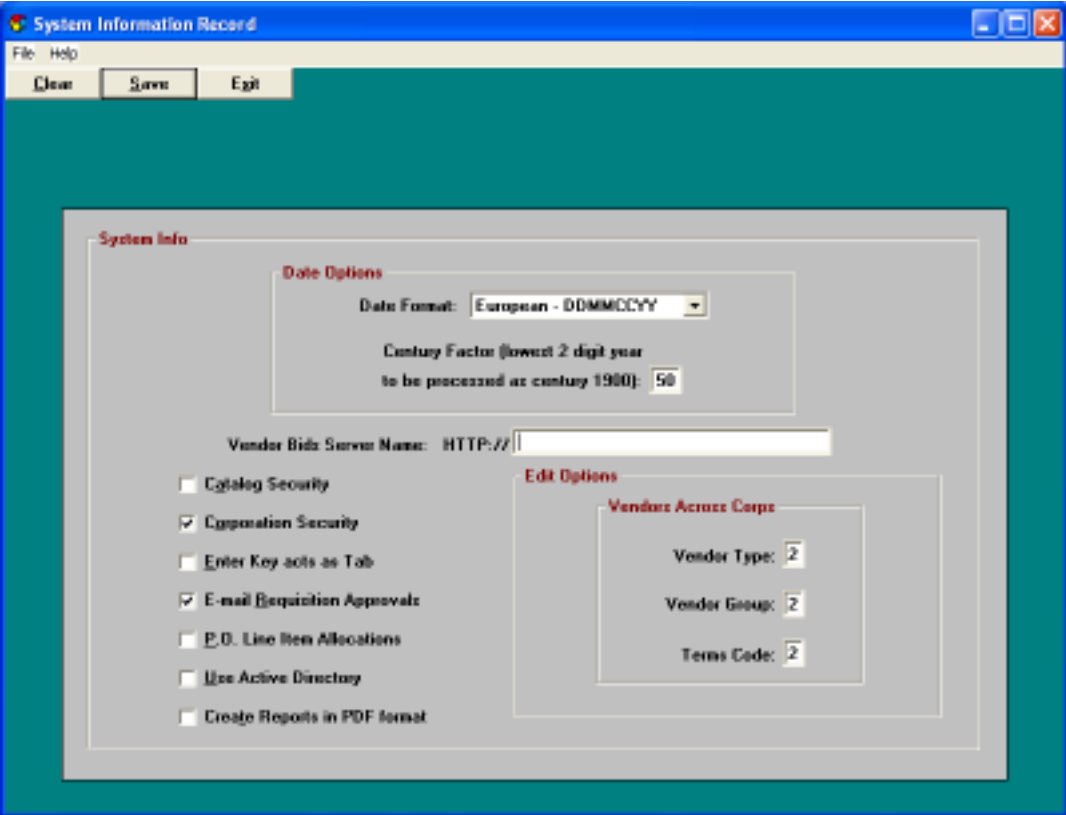 System Information Record
File Help
Clear Save Exit
System Info
Date Options
Date Format: European - DDMMCCYY
Century Factor (lowest 2 digit year
to be processed as century 1900): 50
Vendor Bids Server Name: HTTP://
Catalog Security
Corporation Security
Enter Key acts as Tab
E-mail Requisition Approvals
P.O. Line Item Allocations
Use Active Directory
Create Reports in PDF format
Edit Options
Vendors Across Corps
Vendor Type: 2
Vendor Group: 2
Terms Code: 2